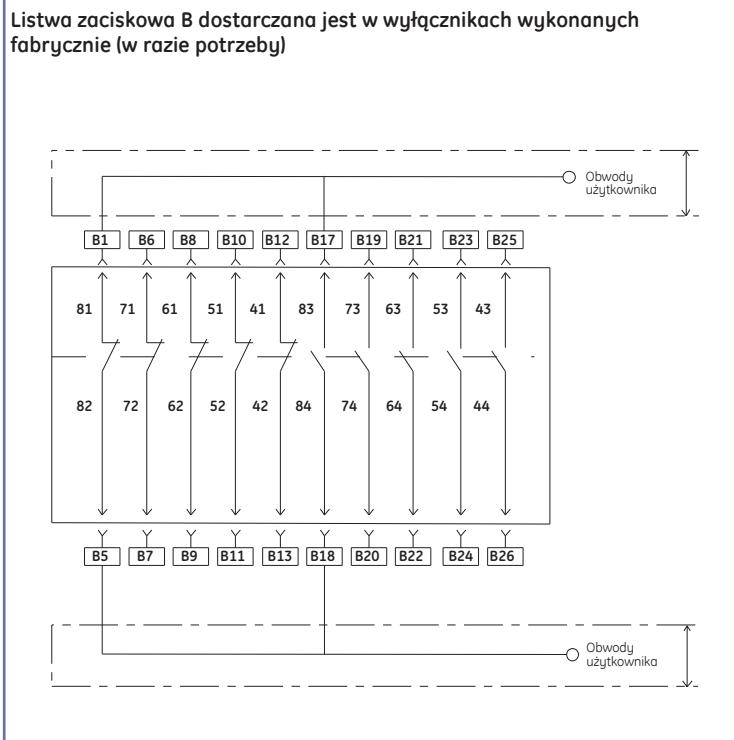 Listwa zaciskowa B dostarczana jest w wyłącznikach wykonanych
fabrycznie (w razie potrzeby)
Obwody
użytkownika
B1 B6 B8 B10 B12 B17 B19 B21 B23 B25
81 71 61 51 41 83 73 63 53 43
82 72 62 52 42 84 74 64 54 44
B5 B7 B9 B11 B13 B18 B20 B22 B24 B26
Obwody
użytkownika